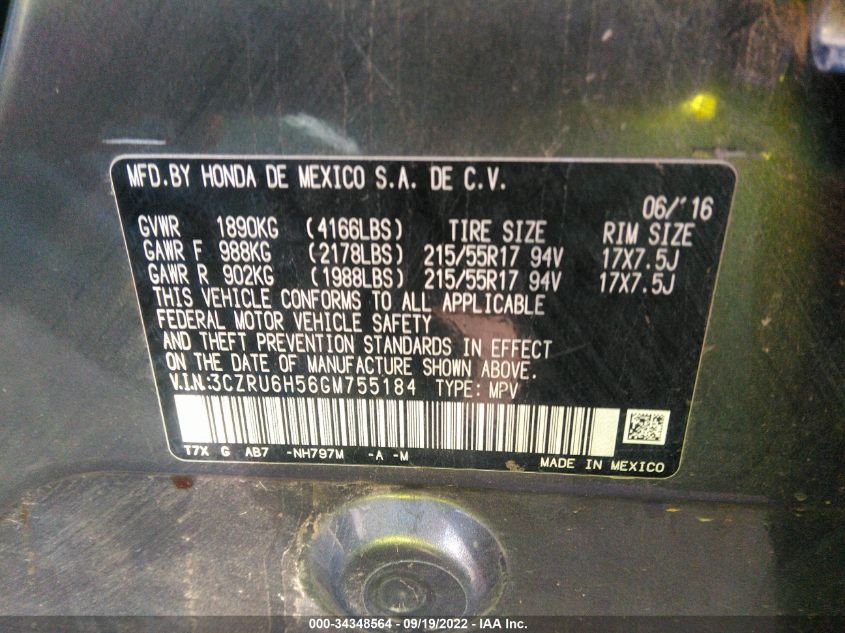 MFD.BY HONDA DE MEXICO S.A. DE C.V.
06/'16
GVWR 1890KG (4166LBS) TIRE SIZE RIM SIZE
GAWR F 988KG (2178LBS) 215/55R17 94V 17X7.5J
GAWR R 902KG (1988LBS) 215/55R17 94V 17X7.5J
THIS VEHICLE CONFORMS TO ALL APPLICABLE
FEDERAL MOTOR VEHICLE SAFETY
AND THEFT PREVENTION STANDARDS IN EFFECT
ON THE DATE OF MANUFACTURE SHOWN ABOVE.
V.I.N:3CZRU6H56GM755184 TYPE: MPV
T7X G AB7 -NH797M -A -M
MADE IN MEXICO
000-34348564 - 09/19/2022 - IAA Inc.